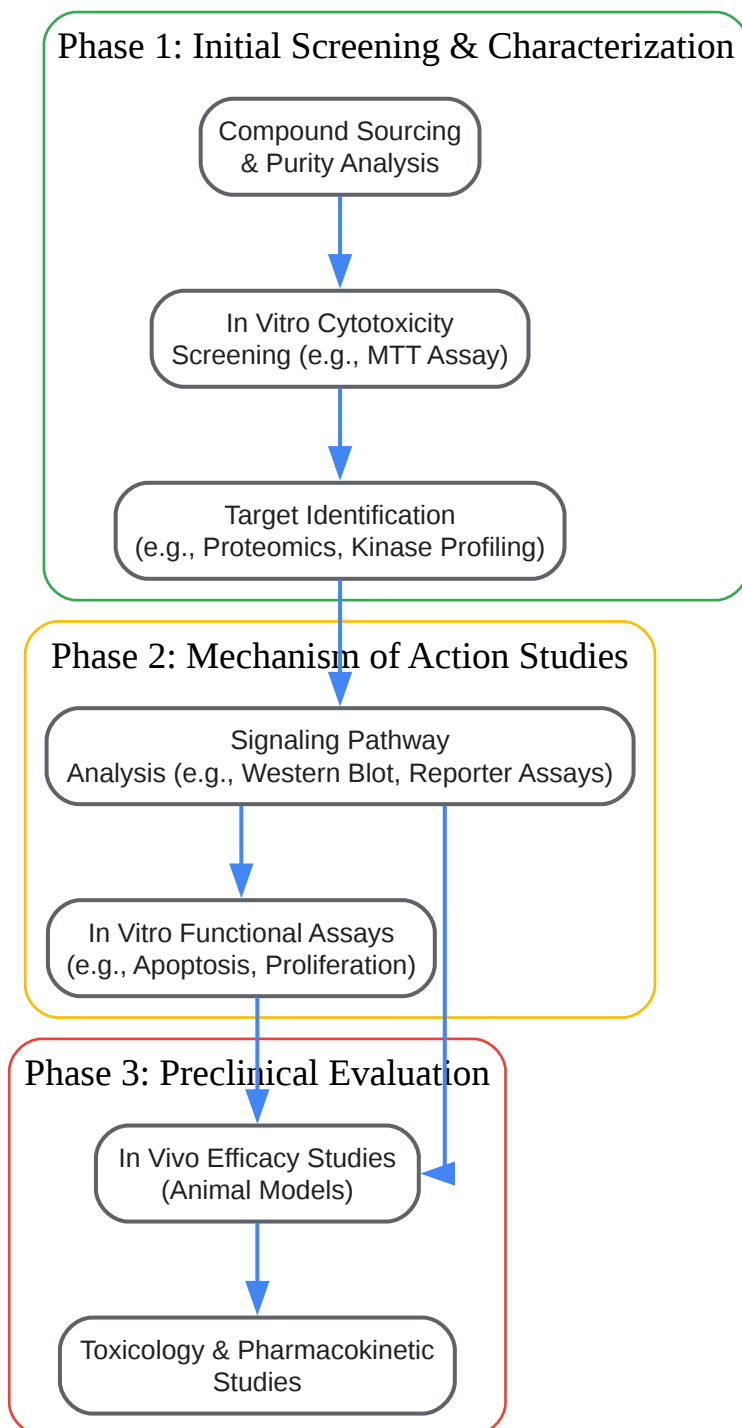 Phase 1: Initial Screening & Characterization
Compound Sourcing
& Purity Analysis
In Vitro Cytotoxicity
Screening (e.g., MTT Assay)
Target Identification
(e.g., Proteomics, Kinase Profiling)
Phase 2: Mechanism of Action Studies
Signaling Pathway
Analysis (e.g., Western Blot, Reporter Assays)
In Vitro Functional Assays
(e.g., Apoptosis, Proliferation)
Phase 3: Preclinical Evaluation
In Vivo Efficacy Studies
(Animal Models)
Toxicology & Pharmacokinetic
Studies